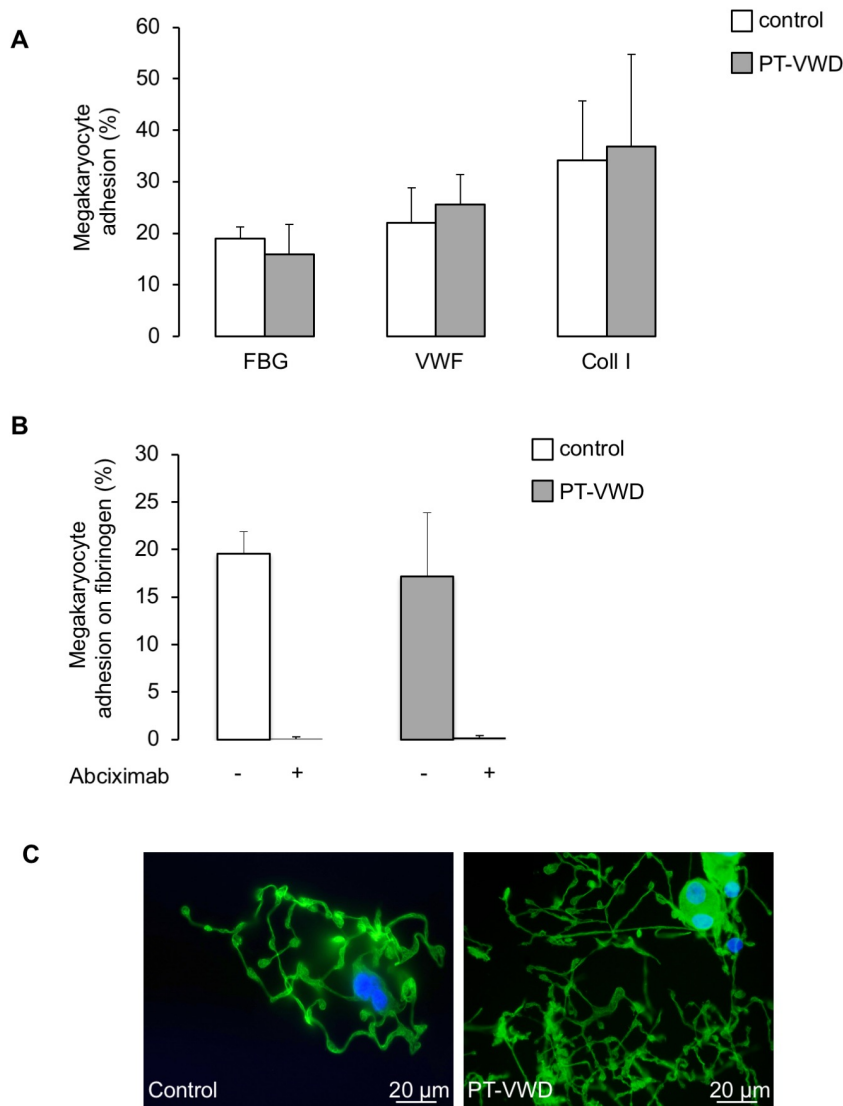 A
Megakaryocyte
adhesion (%)
60
50
40
30
20
10
0
FBG VWF Coll I
control
PT-VWD
B
Megakaryocyte
adhesion on fibrinogen (%)
30
25
20
15
10
5
0
Abciximab - + - +
control
PT-VWD
C
Control 20 µm PT-VWD 20 µm